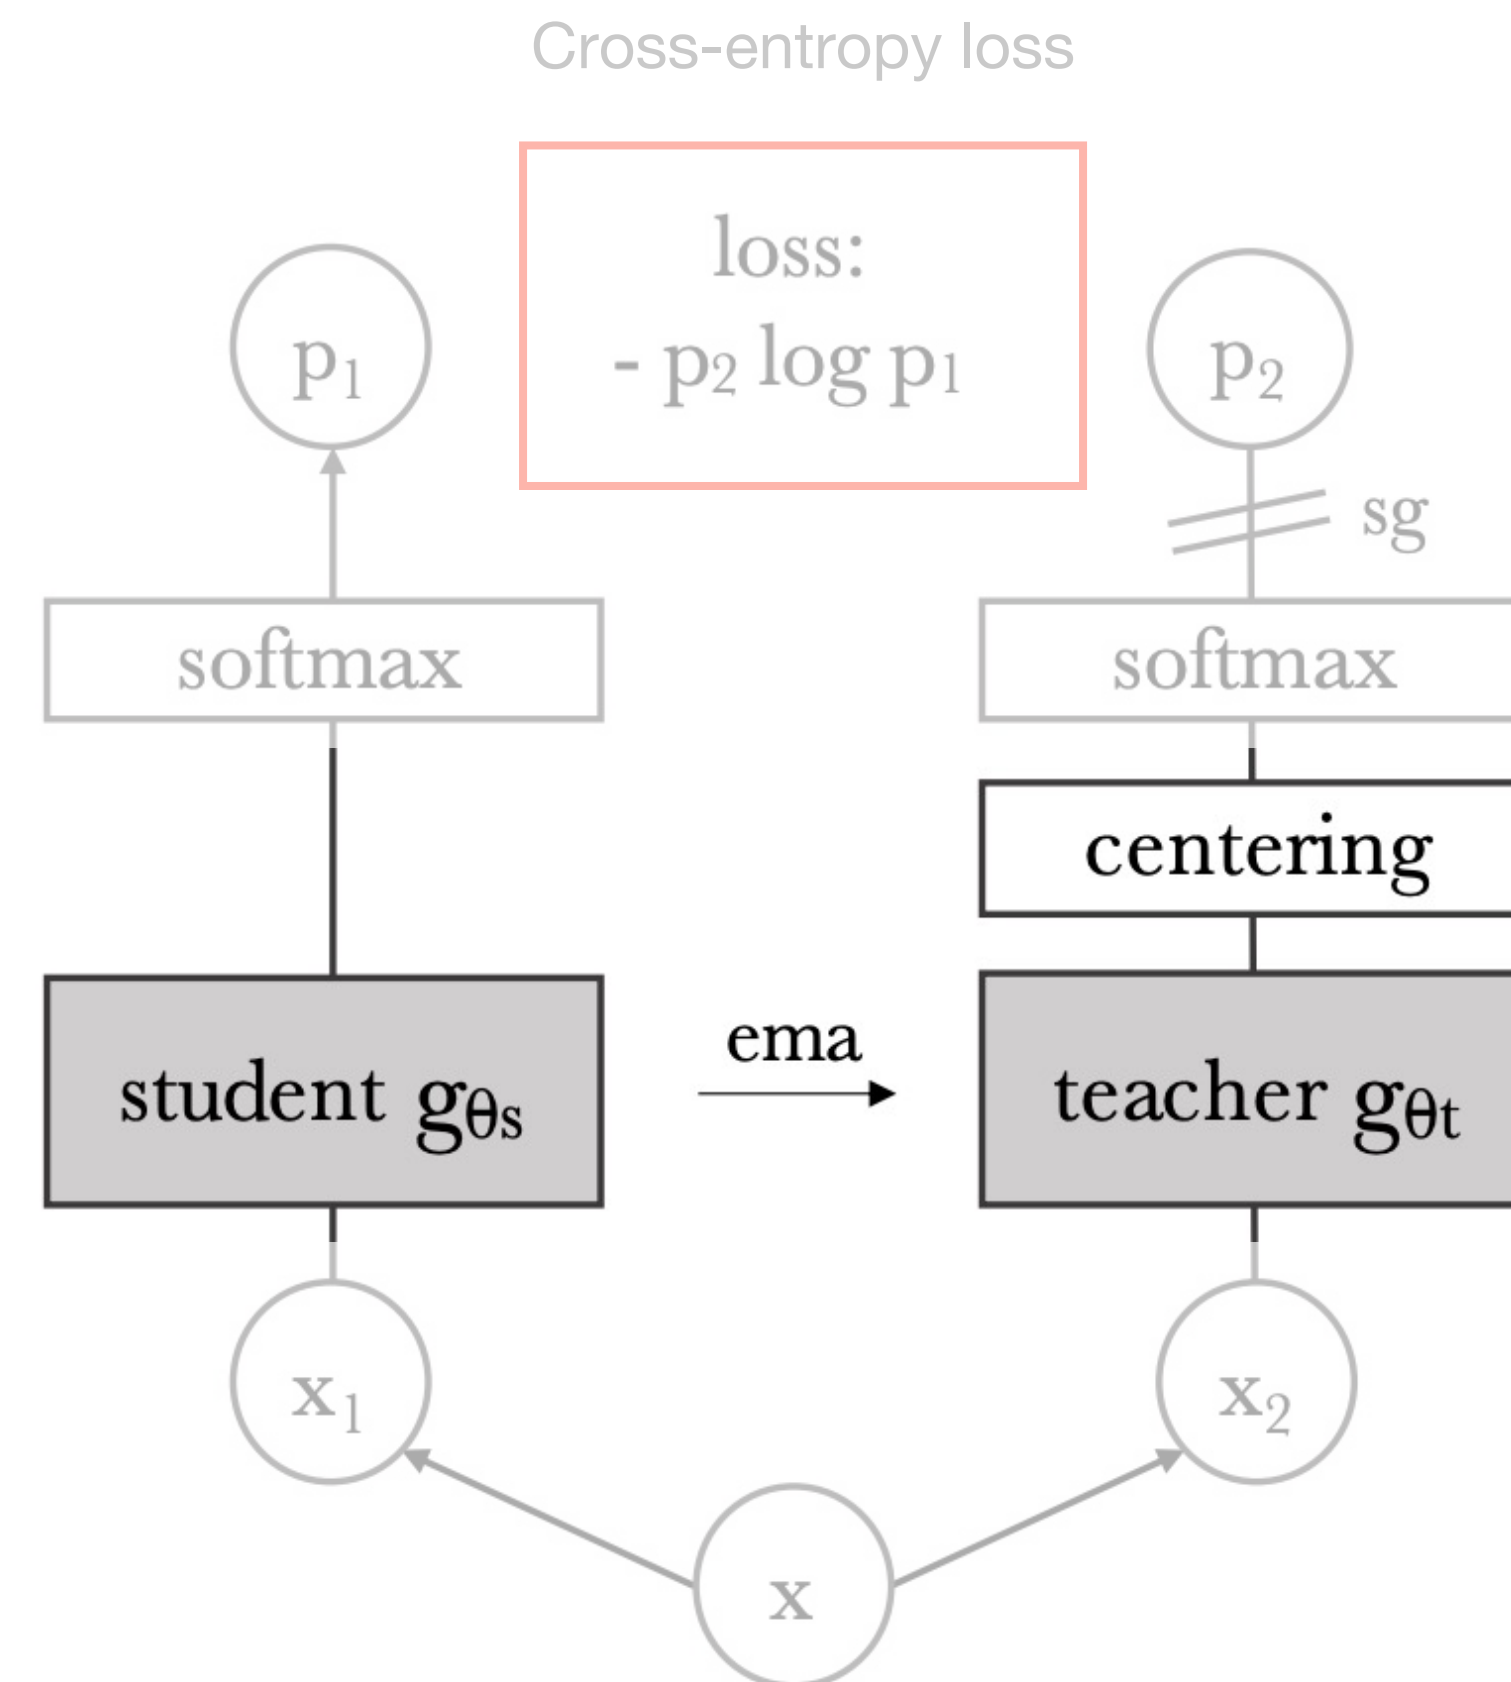 Cross-entropy loss
loss:
- p₂ log p₁
p₁
p₂
sg
softmax
softmax
centering
student gθs
ema
teacher gθt
x₁
x₂
x